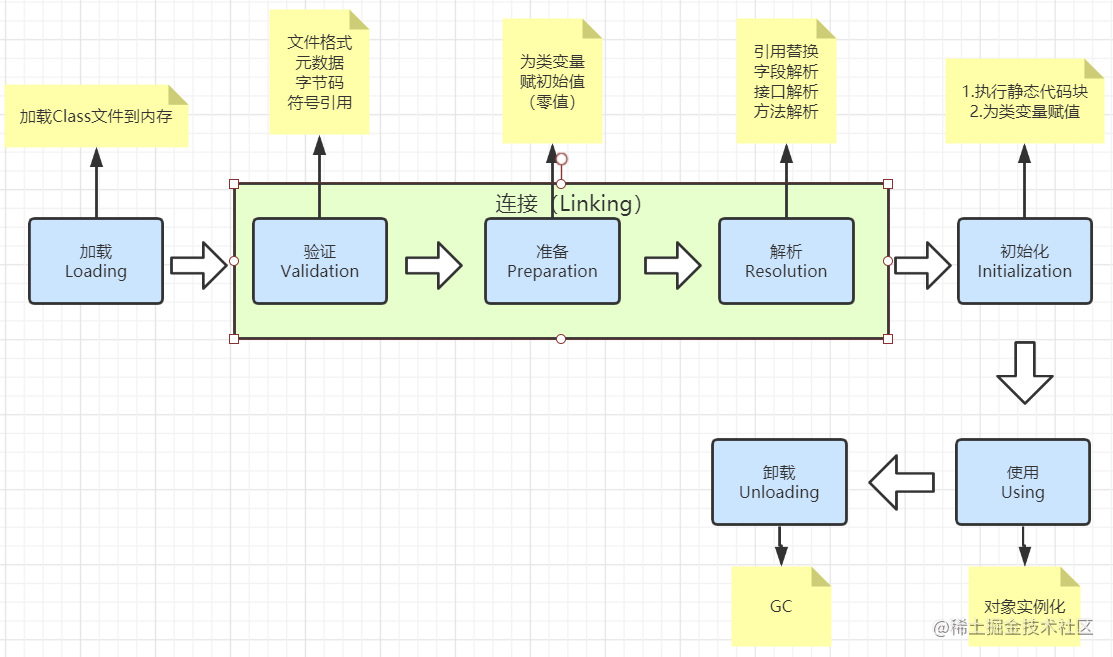 文件格式
元数据
字节码
符号引用
为类变量
赋初始值
（零值）
引用替换
字段解析
接口解析
方法解析
加载Class文件到内存
1.执行静态代码块
2.为类变量赋值
连接（Linking）
加载
Loading
验证
Validation
准备
Preparation
解析
Resolution
初始化
Initialization
卸载
Unloading
使用
Using
GC
对象实例化
@稀土掘金技术社区